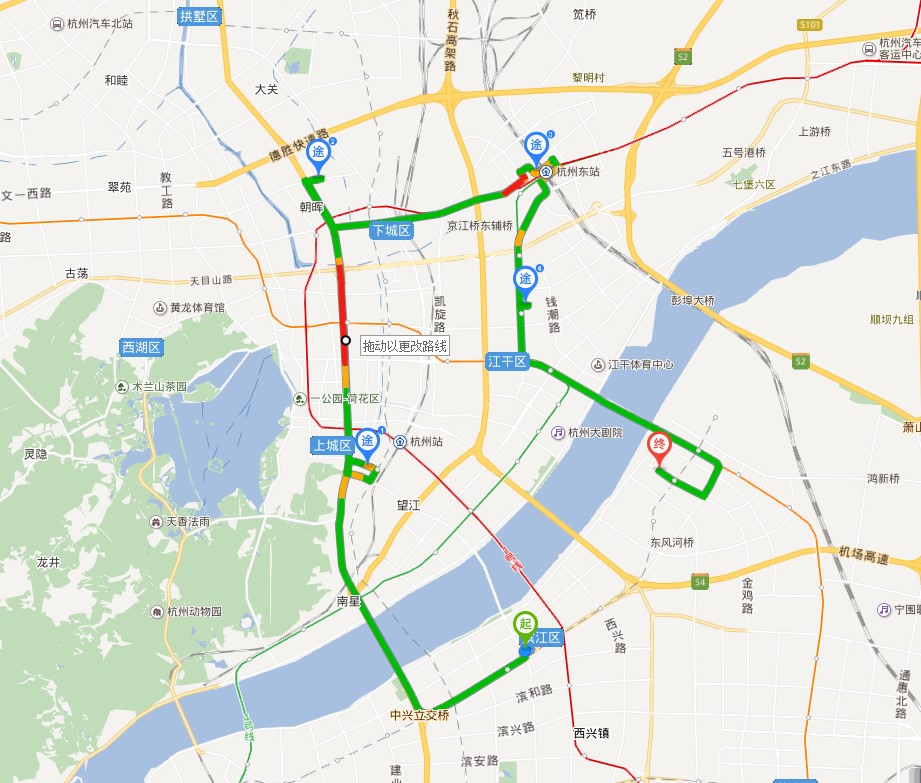 拱墅区
杭州汽车北站
秋石高架路
笕桥
S101
杭州汽车
客运中心
S2
和睦
大关
黎明村
德胜快速路
上游桥
途
2
途
3
五号港桥
文一西路
翠苑
教工路
杭州东站
七堡六区
之江东路
朝晖
下城区
京江桥东辅桥
路
古荡
天目山路
途
4
凯旋路
钱潮路
彭埠大桥
黄龙体育馆
顺坝九组
西湖区
拖动以更改路线
江干区
江干体育中心
S2
木兰山茶园
一公园-荷花区
萧山
上城区
途
1
杭州站
杭州大剧院
终
灵隐
鸿新桥
望江
天香法雨
东风河桥
龙井
机场高速
S4
金鸡路
南星
杭州动物园
起
滨江区
西兴路
宁围
通惠北路
滨和路
中兴立交桥
滨兴路
西兴镇
滨安路
建业